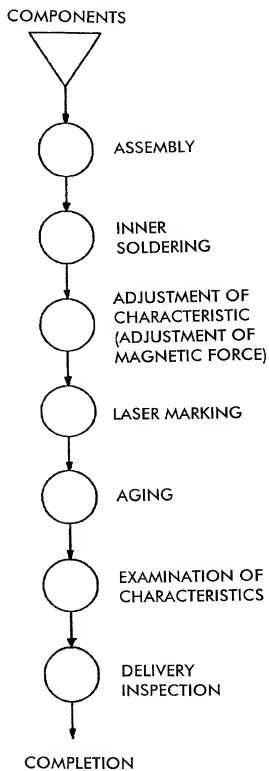 COMPONENTS
ASSEMBLY
INNER
SOLDERING
ADJUSTMENT OF
CHARACTERISTIC
(ADJUSTMENT OF
MAGNETIC FORCE)
LASER MARKING
AGING
EXAMINATION OF
CHARACTERISTICS
DELIVERY
INSPECTION
COMPLETION